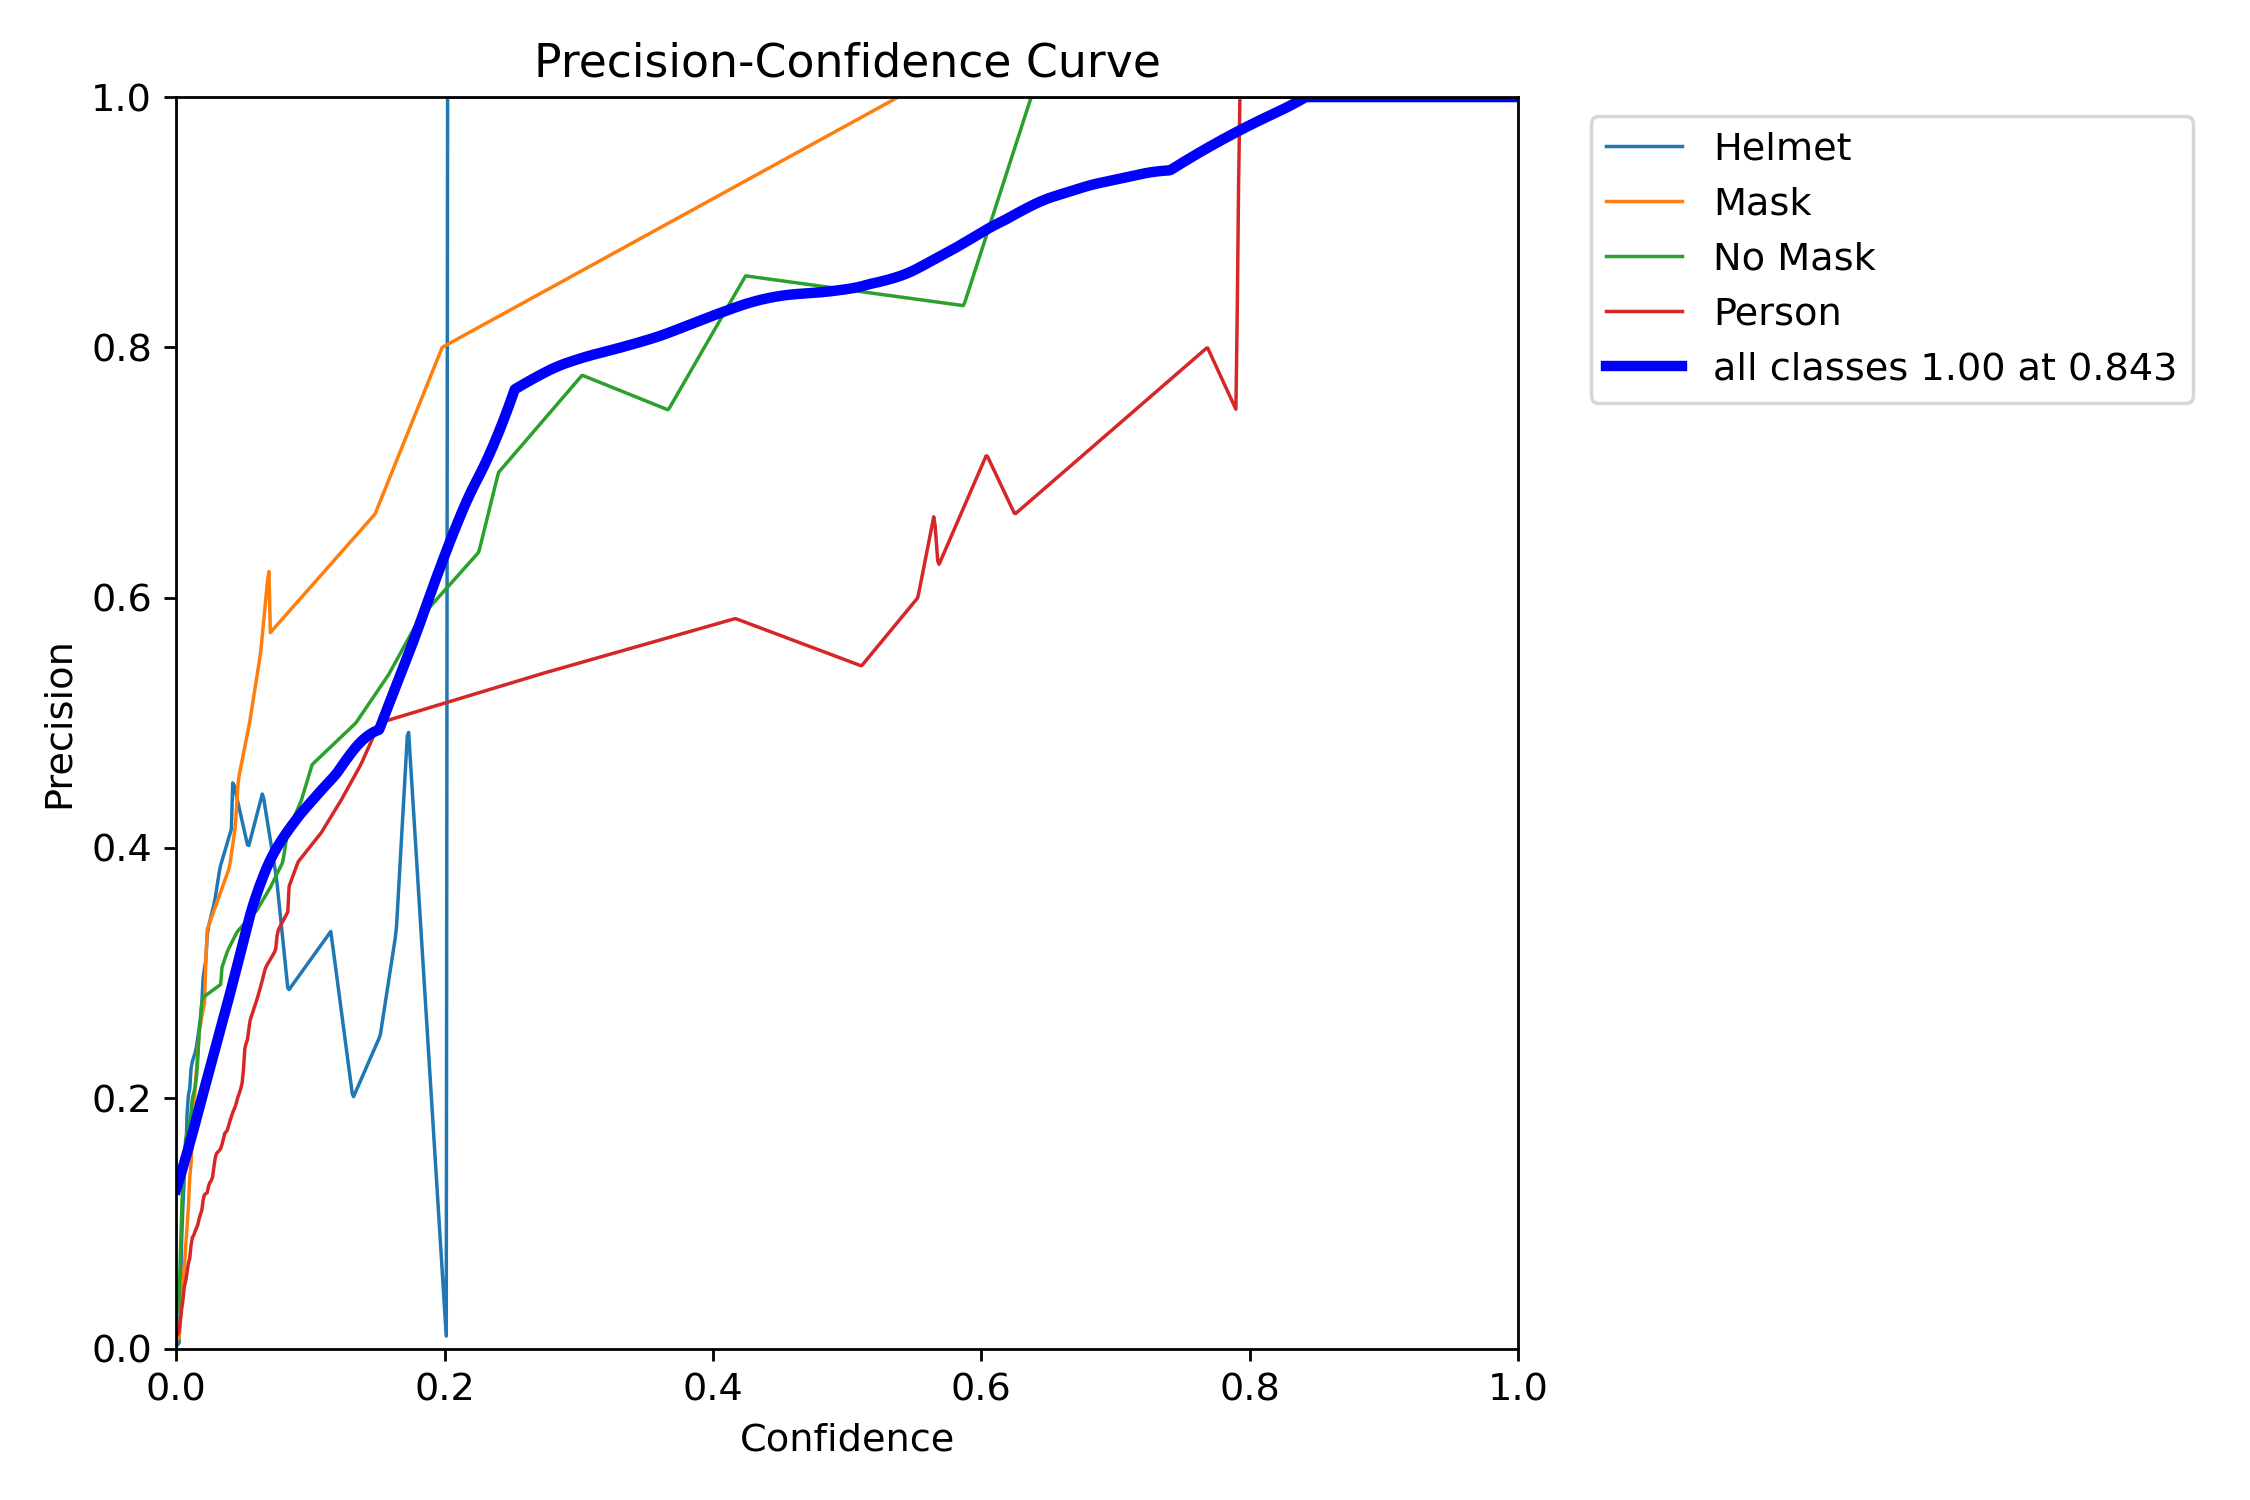 Precision-Confidence Curve
1.0
0.8
0.6
0.4
0.2
0.0
Precision
0.0 0.2 0.4 0.6 0.8 1.0
Confidence
Helmet
Mask
No Mask
Person
all classes 1.00 at 0.843